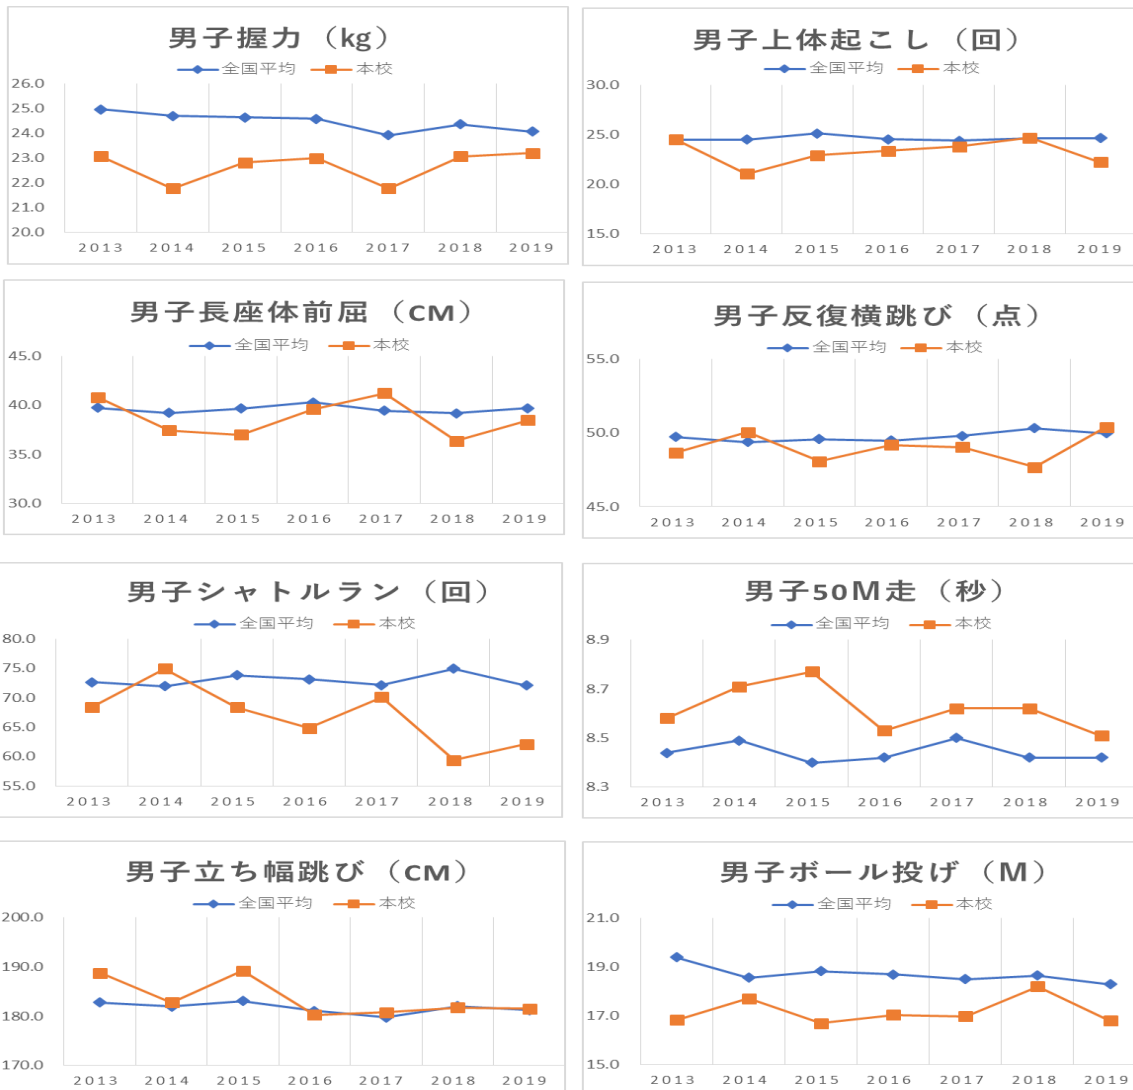 男子握力（kg）
全国平均 本校
26.0
25.0
24.0
23.0
22.0
21.0
20.0
2013 2014 2015 2016 2017 2018 2019
男子上体起こし（回）
全国平均 本校
30.0
25.0
20.0
15.0
2013 2014 2015 2016 2017 2018 2019
男子長座体前屈（CM）
全国平均 本校
45.0
40.0
35.0
30.0
2013 2014 2015 2016 2017 2018 2019
男子反復横跳び（点）
全国平均 本校
55.0
50.0
45.0
2013 2014 2015 2016 2017 2018 2019
男子シャトルラン（回）
全国平均 本校
80.0
75.0
70.0
65.0
60.0
55.0
2013 2014 2015 2016 2017 2018 2019
男子50M走（秒）
全国平均 本校
8.9
8.7
8.5
8.3
2013 2014 2015 2016 2017 2018 2019
男子立ち幅跳び（CM）
全国平均 本校
200.0
190.0
180.0
170.0
2013 2014 2015 2016 2017 2018 2019
男子ボール投げ（M）
全国平均 本校
21.0
19.0
17.0
15.0
2013 2014 2015 2016 2017 2018 2019